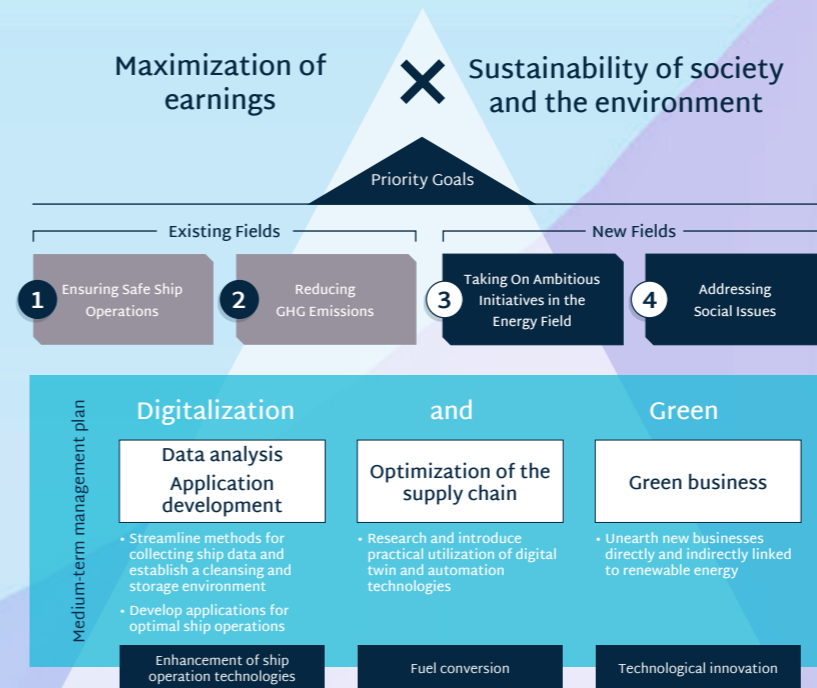 Maximization of
earnings
×
Sustainability of society
and the environment
Priority Goals
Existing Fields
New Fields
1
Ensuring Safe Ship
Operations
2
Reducing
GHG Emissions
3
Taking On Ambitious
Initiatives in the
Energy Field
4
Addressing
Social Issues
Medium-term management plan
Digitalization and Green
Data analysis
Application
development
• Streamline methods for
collecting ship data and
establish a cleansing and
storage environment
• Develop applications for
optimal ship operations
Enhancement of ship
operation technologies
Optimization of the
supply chain
• Research and introduce
practical utilization of digital
twin and automation
technologies
Fuel conversion
Green business
• Unearth new businesses
directly and indirectly linked
to renewable energy
Technological innovation